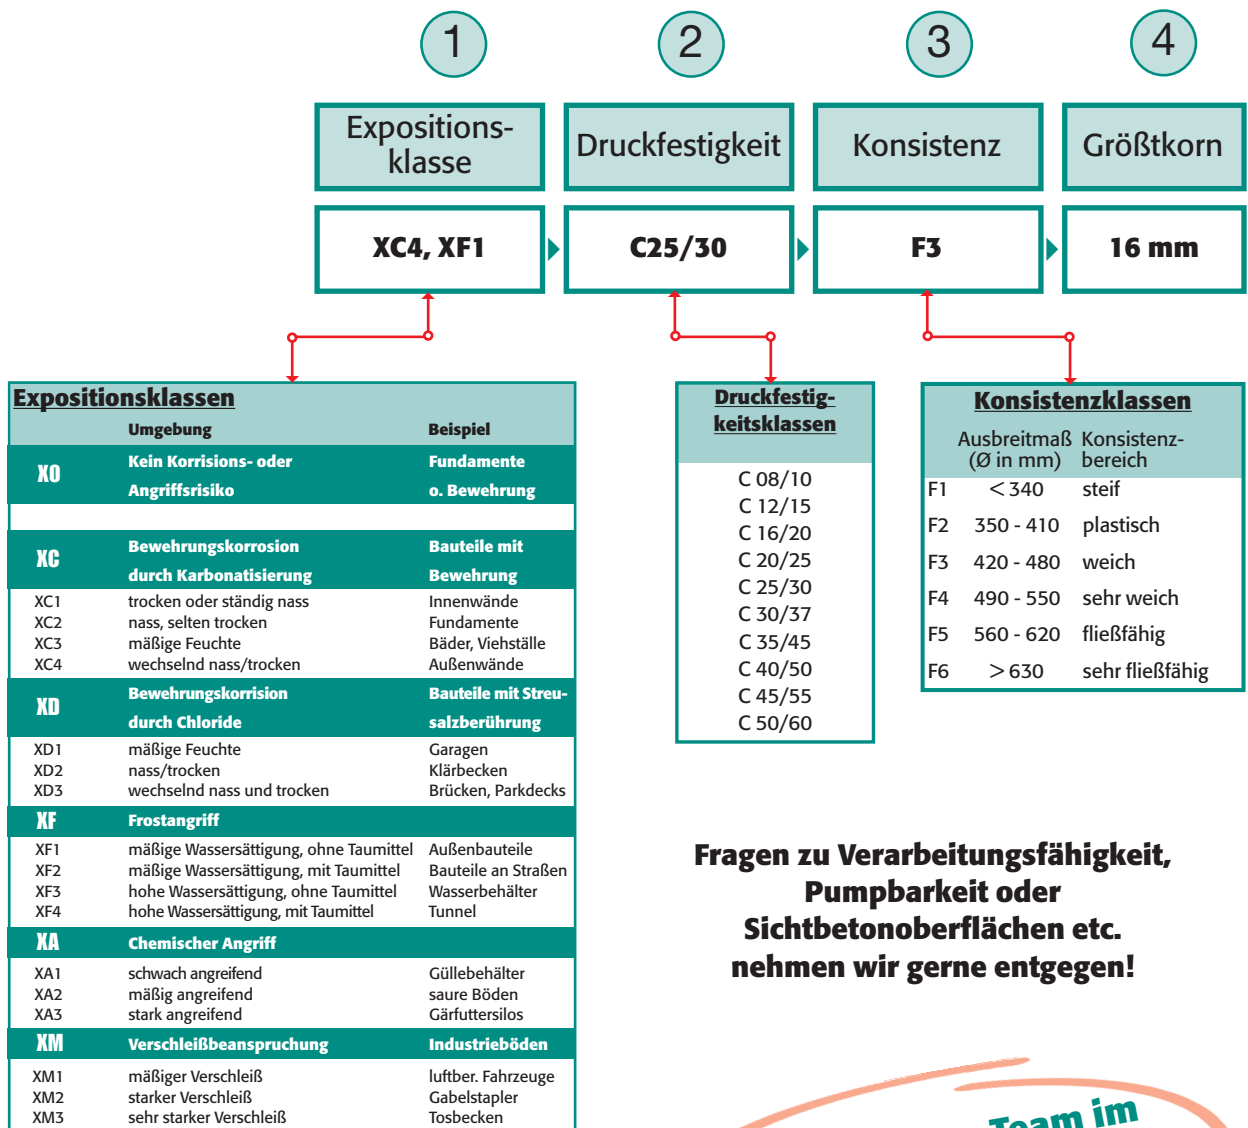 1
2
3
4
Expositions-
klasse
Druckfestigkeit
Konsistenz
Größtkorn
XC4, XF1
C25/30
F3
16 mm
Expositionsklassen
Umgebung Beispiel
XO Kein Korrisions- oder Fundamente
Angriffsrisiko o. Bewehrung
XC Bewehrungskorrosion Bauteile mit
durch Karbonatisierung Bewehrung
XC1 trocken oder ständig nass Innenwände
XC2 nass, selten trocken Fundamente
XC3 mäßige Feuchte Bäder, Viehställe
XC4 wechselnd nass/trocken Außenwände
XD Bewehrungskorrision Bauteile mit Streu-
durch Chloride salzberührung
XD1 mäßige Feuchte Garagen
XD2 nass/trocken Klärbecken
XD3 wechselnd nass und trocken Brücken, Parkdecks
XF Frostangriff
XF1 mäßige Wassersättigung, ohne Taumittel Außenbauteile
XF2 mäßige Wassersättigung, mit Taumittel Bauteile an Straßen
XF3 hohe Wassersättigung, ohne Taumittel Wasserbehälter
XF4 hohe Wassersättigung, mit Taumittel Tunnel
XA Chemischer Angriff
XA1 schwach angreifend Güllebehälter
XA2 mäßig angreifend saure Böden
XA3 stark angreifend Gärfuttersilos
XM Verschleißbeanspruchung Industrieböden
XM1 mäßiger Verschleiß luftber. Fahrzeuge
XM2 starker Verschleiß Gabelstapler
XM3 sehr starker Verschleiß Tosbecken
Druckfestig-
keitsklassen
C 08/10
C 12/15
C 16/20
C 20/25
C 25/30
C 30/37
C 35/45
C 40/50
C 45/55
C 50/60
Konsistenzklassen
Ausbreitmaß Konsistenz-
(Ø in mm) bereich
F1 < 340 steif
F2 350 - 410 plastisch
F3 420 - 480 weich
F4 490 - 550 sehr weich
F5 560 - 620 fließfähig
F6 > 630 sehr fließfähig
Fragen zu Verarbeitungsfähigkeit,
Pumpbarkeit oder
Sichtbetonoberflächen etc.
nehmen wir gerne entgegen!
Team im